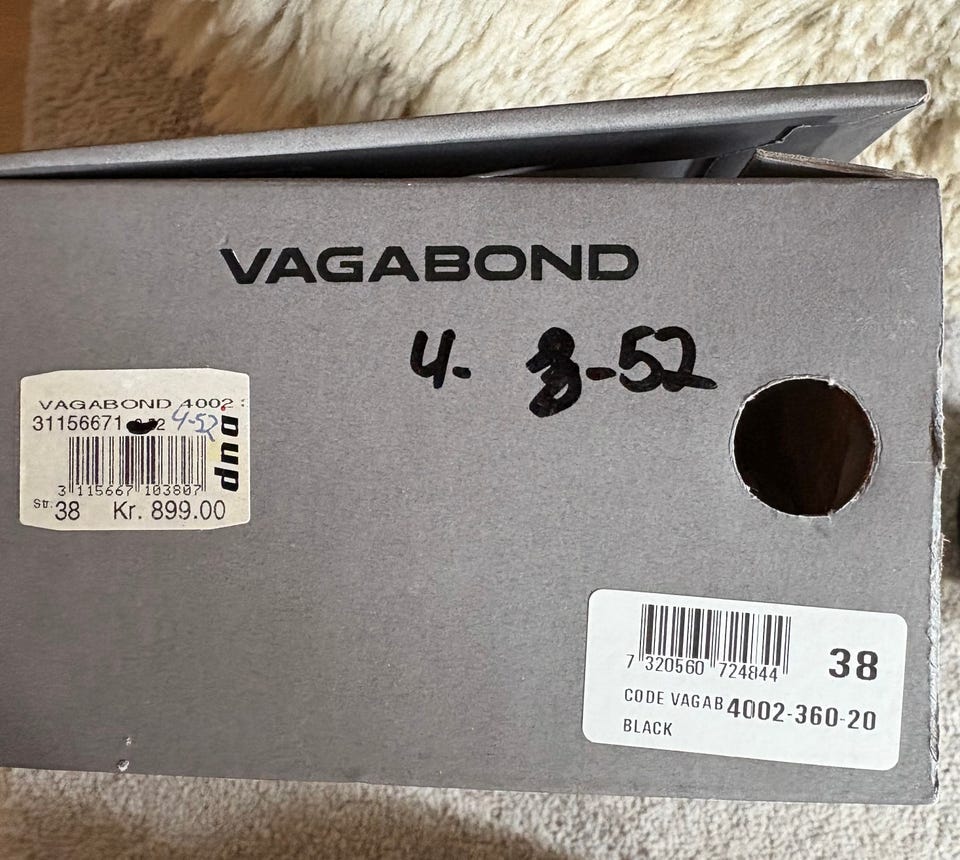 VAGABOND
4- 3-52
VAGABOND 4002
31156671 4-52
dna
3 115667 103807
Str. 38 Kr. 899.00
7 320560 724844
38
CODE VAGAB 4002-360-20
BLACK